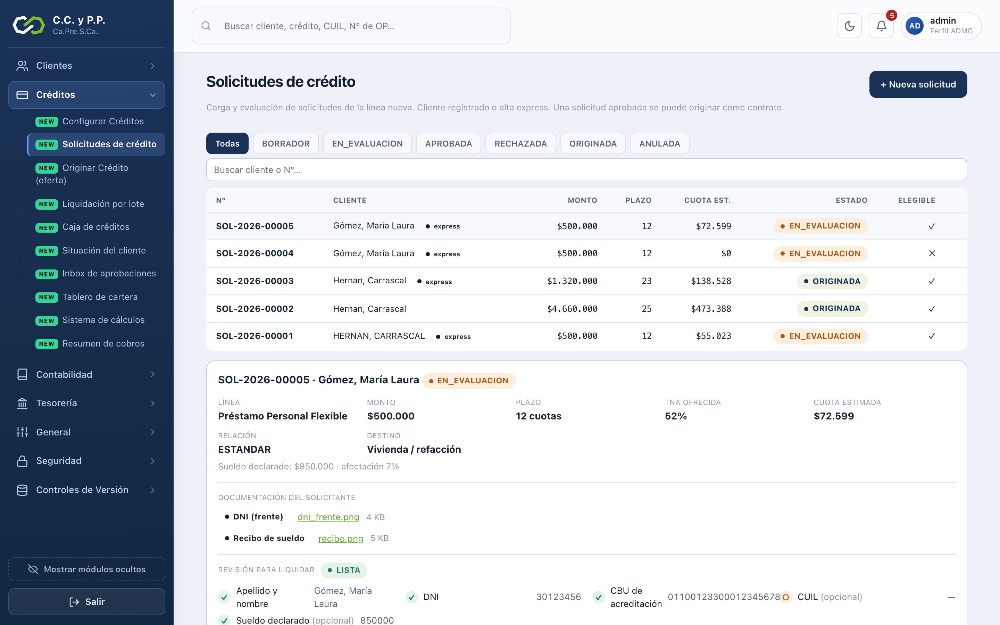 C.C. y P.P.
Ca.Pre.S.Ca.
Buscar cliente, crédito, CUIL, N° de OP...
5
AD
admin
Perfil ADMG
Clientes
Créditos
NEW Configurar Créditos
NEW Solicitudes de crédito
NEW Originar Crédito
(oferta)
NEW Liquidación por lote
NEW Caja de créditos
NEW Situación del cliente
NEW Inbox de aprobaciones
NEW Tablero de cartera
NEW Sistema de cálculos
NEW Resumen de cobros
Contabilidad
Tesorería
General
Seguridad
Controles de Versión
Mostrar módulos ocultos
Salir
Solicitudes de crédito
+ Nueva solicitud
Carga y evaluación de solicitudes de la línea nueva. Cliente registrado o alta express. Una solicitud aprobada se puede originar como contrato.
Todas BORRADOR EN_EVALUACION APROBADA RECHAZADA ORIGINADA ANULADA
Buscar cliente o N°...
N° CLIENTE MONTO PLAZO CUOTA EST. ESTADO ELEGIBLE
SOL-2026-00005 Gómez, María Laura ● express $500.000 12 $72.599 ● EN_EVALUACION ✓
SOL-2026-00004 Gómez, María Laura ● express $500.000 12 $0 ● EN_EVALUACION ✕
SOL-2026-00003 Hernan, Carrascal ● express $1.320.000 23 $138.528 ● ORIGINADA ✓
SOL-2026-00002 Hernan, Carrascal $4.660.000 25 $473.388 ● ORIGINADA ✓
SOL-2026-00001 HERNAN, CARRASCAL ● express $500.000 12 $55.023 ● EN_EVALUACION ✓
SOL-2026-00005 · Gómez, María Laura ● EN_EVALUACION
LÍNEA MONTO PLAZO TNA OFRECIDA CUOTA ESTIMADA
Préstamo Personal Flexible $500.000 12 cuotas 52% $72.599
RELACIÓN DESTINO
ESTANDAR Vivienda / refacción
Sueldo declarado: $850.000 · afectación 7%
DOCUMENTACIÓN DEL SOLICITANTE
● DNI (frente) dni_frente.png 4 KB
● Recibo de sueldo recibo.png 5 KB
REVISIÓN PARA LIQUIDAR ● LISTA
Apellido y nombre Gómez, María Laura
DNI 30123456
CBU de acreditación 01100123300012345678
CUIL (opcional) —
Sueldo declarado (opcional) 850000